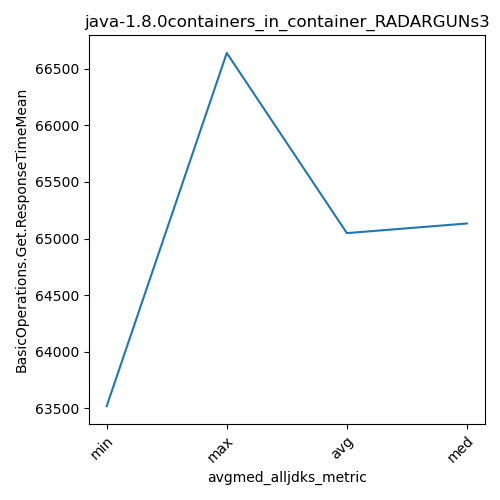 java-1.8.0containers_in_container_RADARGUNs3
BasicOperations.Get.ResponseTimeMean
66500
66000
65500
65000
64500
64000
63500
min
max
avg
med
avgmed_alljdks_metric